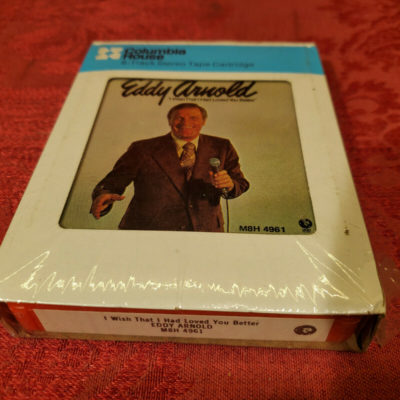 Columbia
House
8-Track Stereo Tape Cartridge
Eddy Arnold
"I Wish That I Had Loved You Better"
M8H 4961
I Wish That I Had Loved You Better
EDDY ARNOLD
M8H 4961